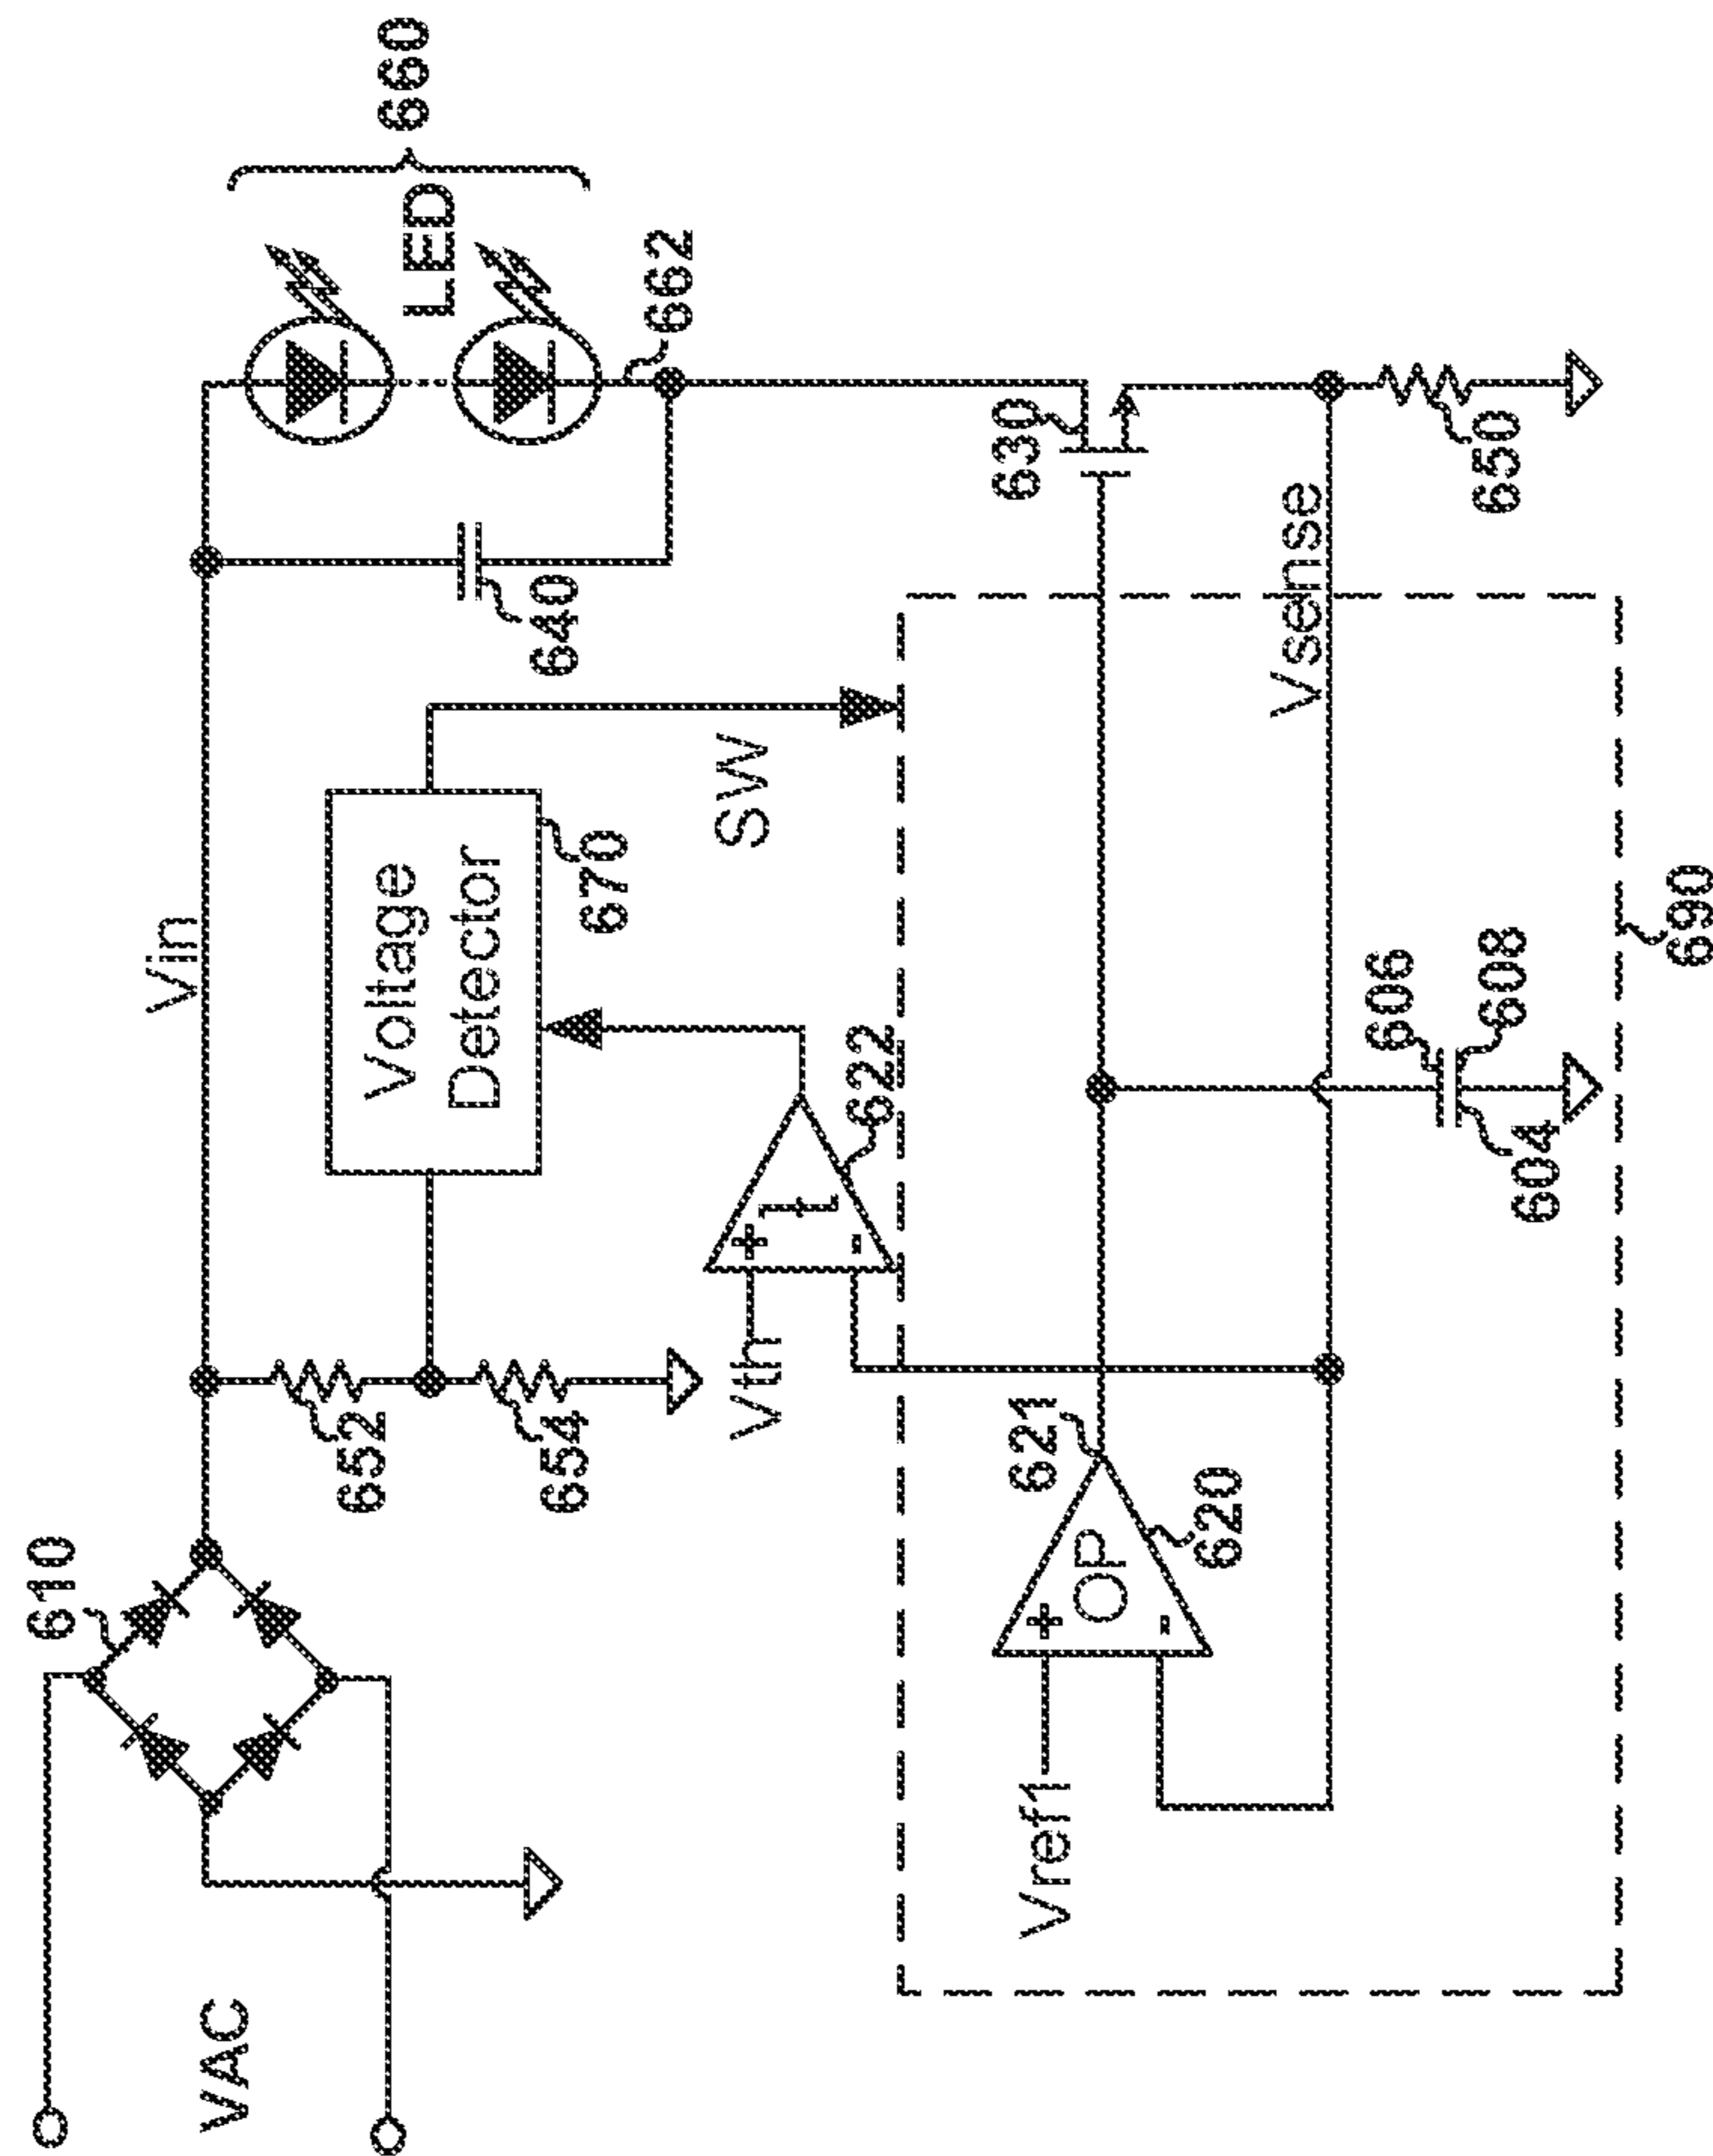 660
LED
610
Vin
VAC
652
654
Voltage
Detector
670
640
662
SW
Vth
+
-
t
622
630
Vref1
+
-
OP
621
620
Vsense
650
606
608
604
690